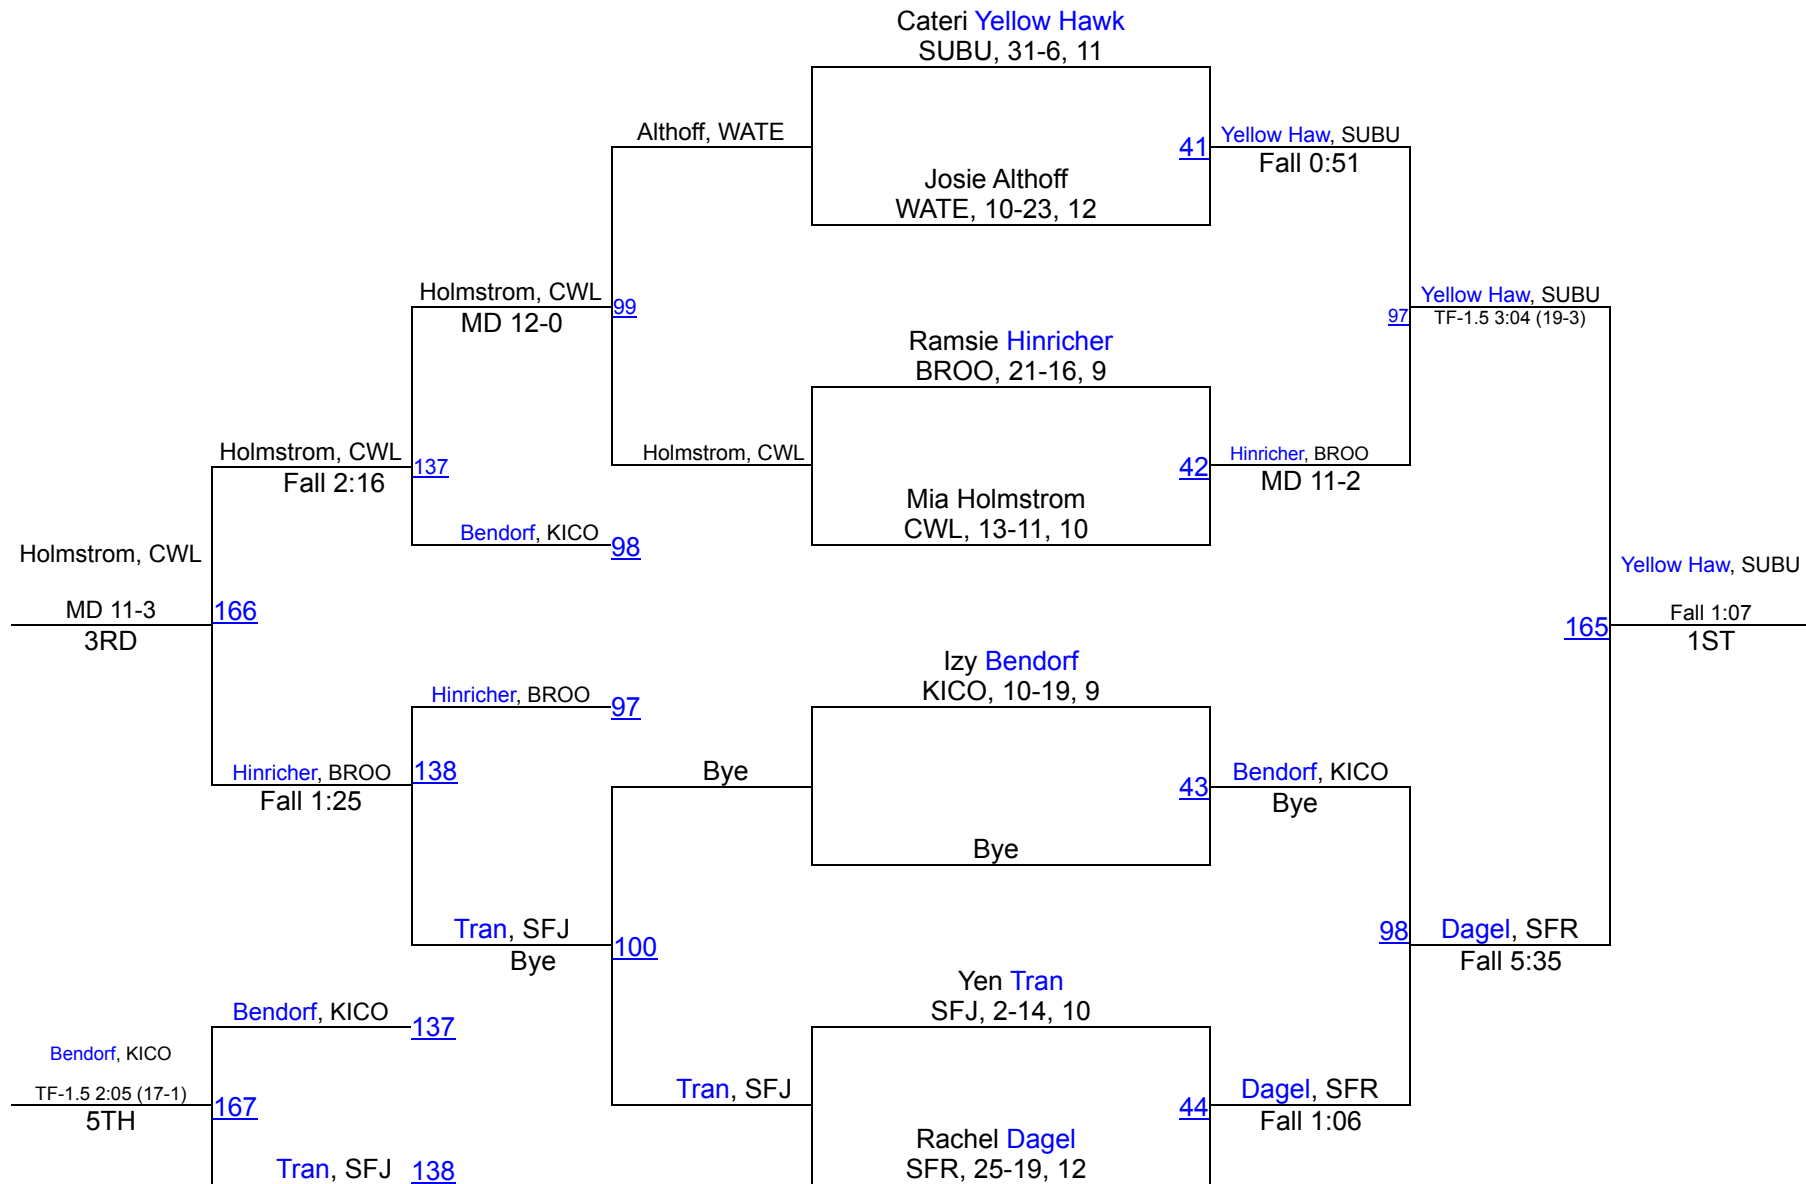 Cateri Yellow Hawk
SUBU, 31-6, 11
Althoff, WATE
41
Yellow Haw, SUBU
Fall 0:51
Josie Althoff
WATE, 10-23, 12
Holmstrom, CWL
MD 12-0
99
Yellow Haw, SUBU
97
TF-1.5 3:04 (19-3)
Ramsie Hinricher
BROO, 21-16, 9
Holmstrom, CWL
Fall 2:16
137
Holmstrom, CWL
42
Hinricher, BROO
MD 11-2
Mia Holmstrom
CWL, 13-11, 10
Bendorf, KICO
98
Holmstrom, CWL
MD 11-3
3RD
166
Yellow Haw, SUBU
165
Fall 1:07
1ST
Izy Bendorf
KICO, 10-19, 9
Hinricher, BROO
97
Hinricher, BROO
Fall 1:25
138
Bye
43
Bendorf, KICO
Bye
Bye
Tran, SFJ
Bye
100
98
Dagel, SFR
Fall 5:35
Yen Tran
SFJ, 2-14, 10
Bendorf, KICO
137
Bendorf, KICO
TF-1.5 2:05 (17-1)
5TH
167
Tran, SFJ
44
Dagel, SFR
Fall 1:06
Rachel Dagel
SFR, 25-19, 12
Tran, SFJ
138